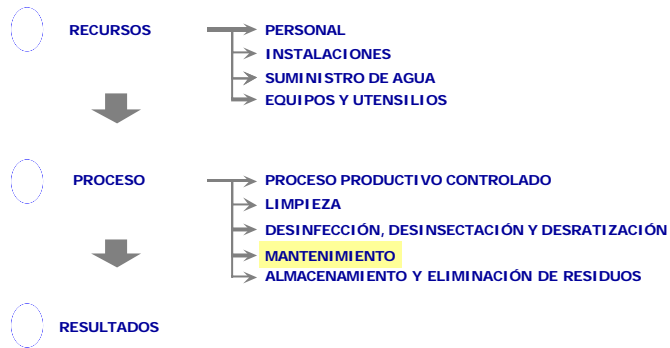 RECURSOS
PERSONAL
INSTALACIONES
SUMINISTRO DE AGUA
EQUIPOS Y UTENSILIOS
PROCESO
PROCESO PRODUCTIVO CONTROLADO
LIMPIEZA
DESINFECCIÓN, DESINSECTACIÓN Y DESRATIZACIÓN
MANTENIMIENTO
ALMACENAMIENTO Y ELIMINACIÓN DE RESIDUOS
RESULTADOS